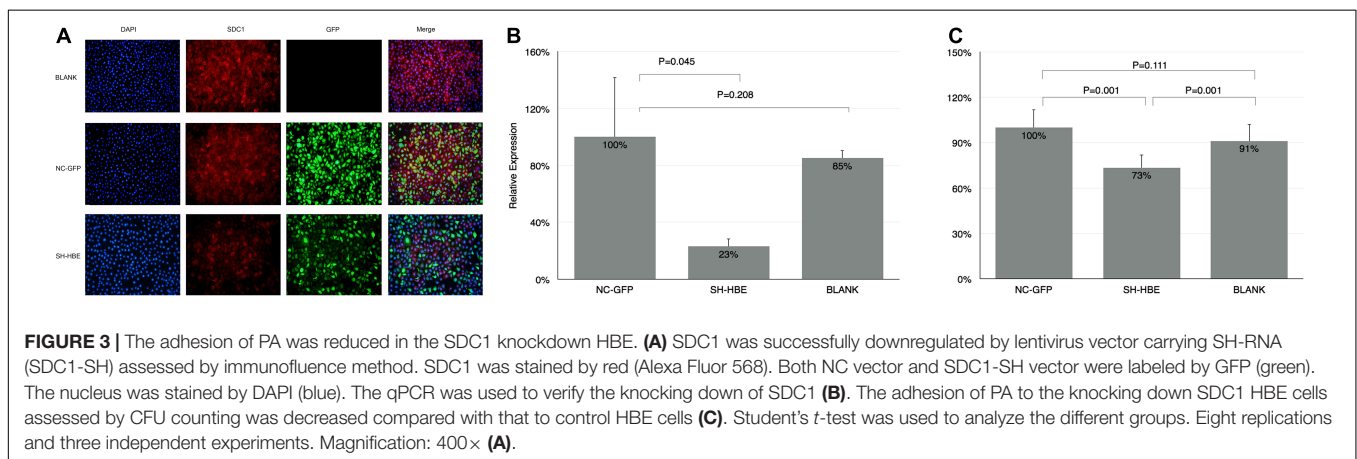 A
DAPI SDC1 GFP Merge
BLANK
NC-GFP
SH-HBE
B
160%
120%
80%
40%
0%
Relative Expression
P=0.045
P=0.208
100%
23%
85%
NC-GFP SH-HBE BLANK
C
150%
120%
90%
60%
30%
0%
P=0.111
P=0.001 P=0.001
100%
73%
91%
NC-GFP SH-HBE BLANK
FIGURE 3 | The adhesion of PA was reduced in the SDC1 knockdown HBE. (A) SDC1 was successfully downregulated by lentivirus vector carrying SH-RNA
(SDC1-SH) assessed by immunofluence method. SDC1 was stained by red (Alexa Fluor 568). Both NC vector and SDC1-SH vector were labeled by GFP (green).
The nucleus was stained by DAPI (blue). The qPCR was used to verify the knocking down of SDC1 (B). The adhesion of PA to the knocking down SDC1 HBE cells
assessed by CFU counting was decreased compared with that to control HBE cells (C). Student's t-test was used to analyze the different groups. Eight replications
and three independent experiments. Magnification: 400× (A).